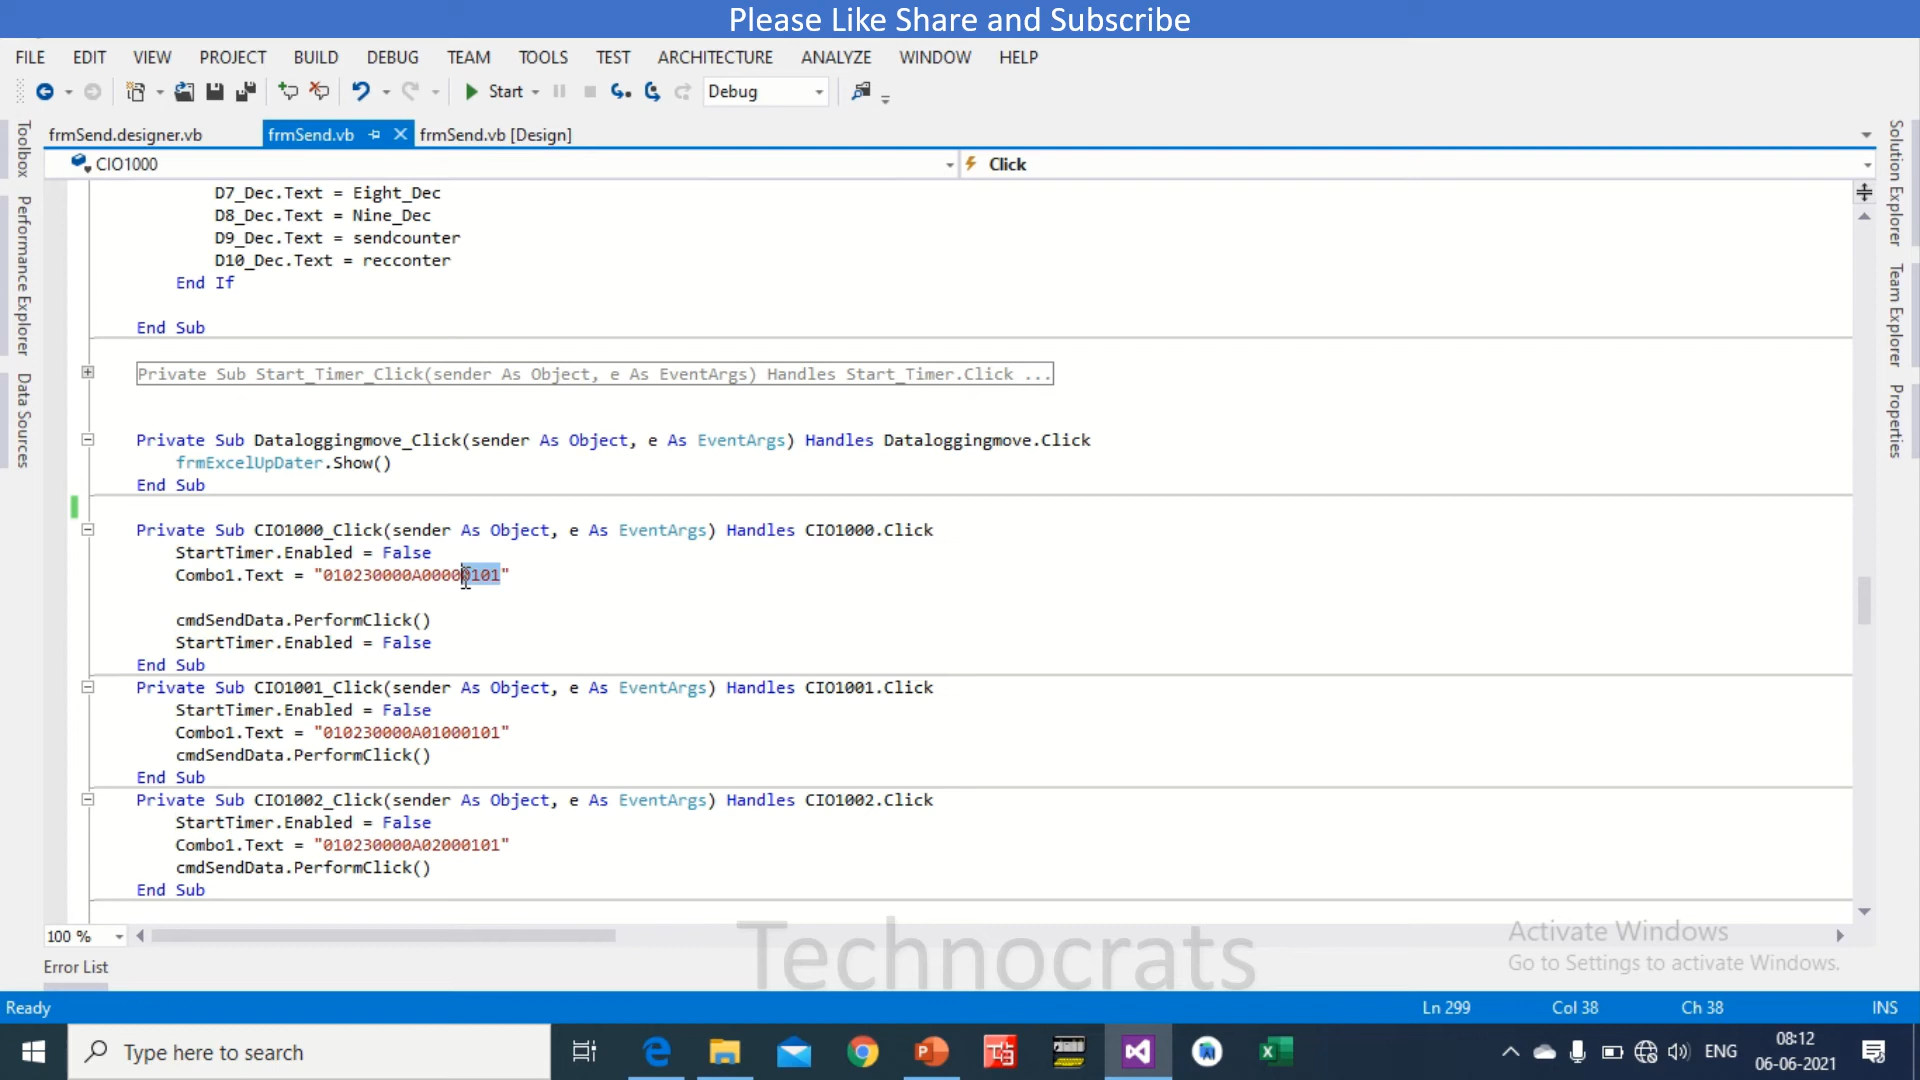 Please Like Share and Subscribe
FILE EDIT VIEW PROJECT BUILD DEBUG TEAM TOOLS TEST ARCHITECTURE ANALYZE WINDOW HELP
Start Debug
frmSend.designer.vb frmSend.vb frmSend.vb [Design]
CIO1000 Click
Toolbox
Performance Explorer
Data Sources
Solution Explorer
Team Explorer
Properties
D7_Dec.Text = Eight_Dec
D8_Dec.Text = Nine_Dec
D9_Dec.Text = sendcounter
D10_Dec.Text = recconter
End If
End Sub
Private Sub Start_Timer_Click(sender As Object, e As EventArgs) Handles Start_Timer.Click ...
Private Sub Dataloggingmove_Click(sender As Object, e As EventArgs) Handles Dataloggingmove.Click
frmExcelUpDater.Show()
End Sub
Private Sub CIO1000_Click(sender As Object, e As EventArgs) Handles CIO1000.Click
StartTimer.Enabled = False
Combo1.Text = "010230000A00000101"
cmdSendData.PerformClick()
StartTimer.Enabled = False
End Sub
Private Sub CIO1001_Click(sender As Object, e As EventArgs) Handles CIO1001.Click
StartTimer.Enabled = False
Combo1.Text = "010230000A01000101"
cmdSendData.PerformClick()
End Sub
Private Sub CIO1002_Click(sender As Object, e As EventArgs) Handles CIO1002.Click
StartTimer.Enabled = False
Combo1.Text = "010230000A02000101"
cmdSendData.PerformClick()
End Sub
100 %
Technocrats
Activate Windows
Go to Settings to activate Windows.
Error List
Ready Ln 299 Col 38 Ch 38 INS
Type here to search
ENG
08:12
06-06-2021